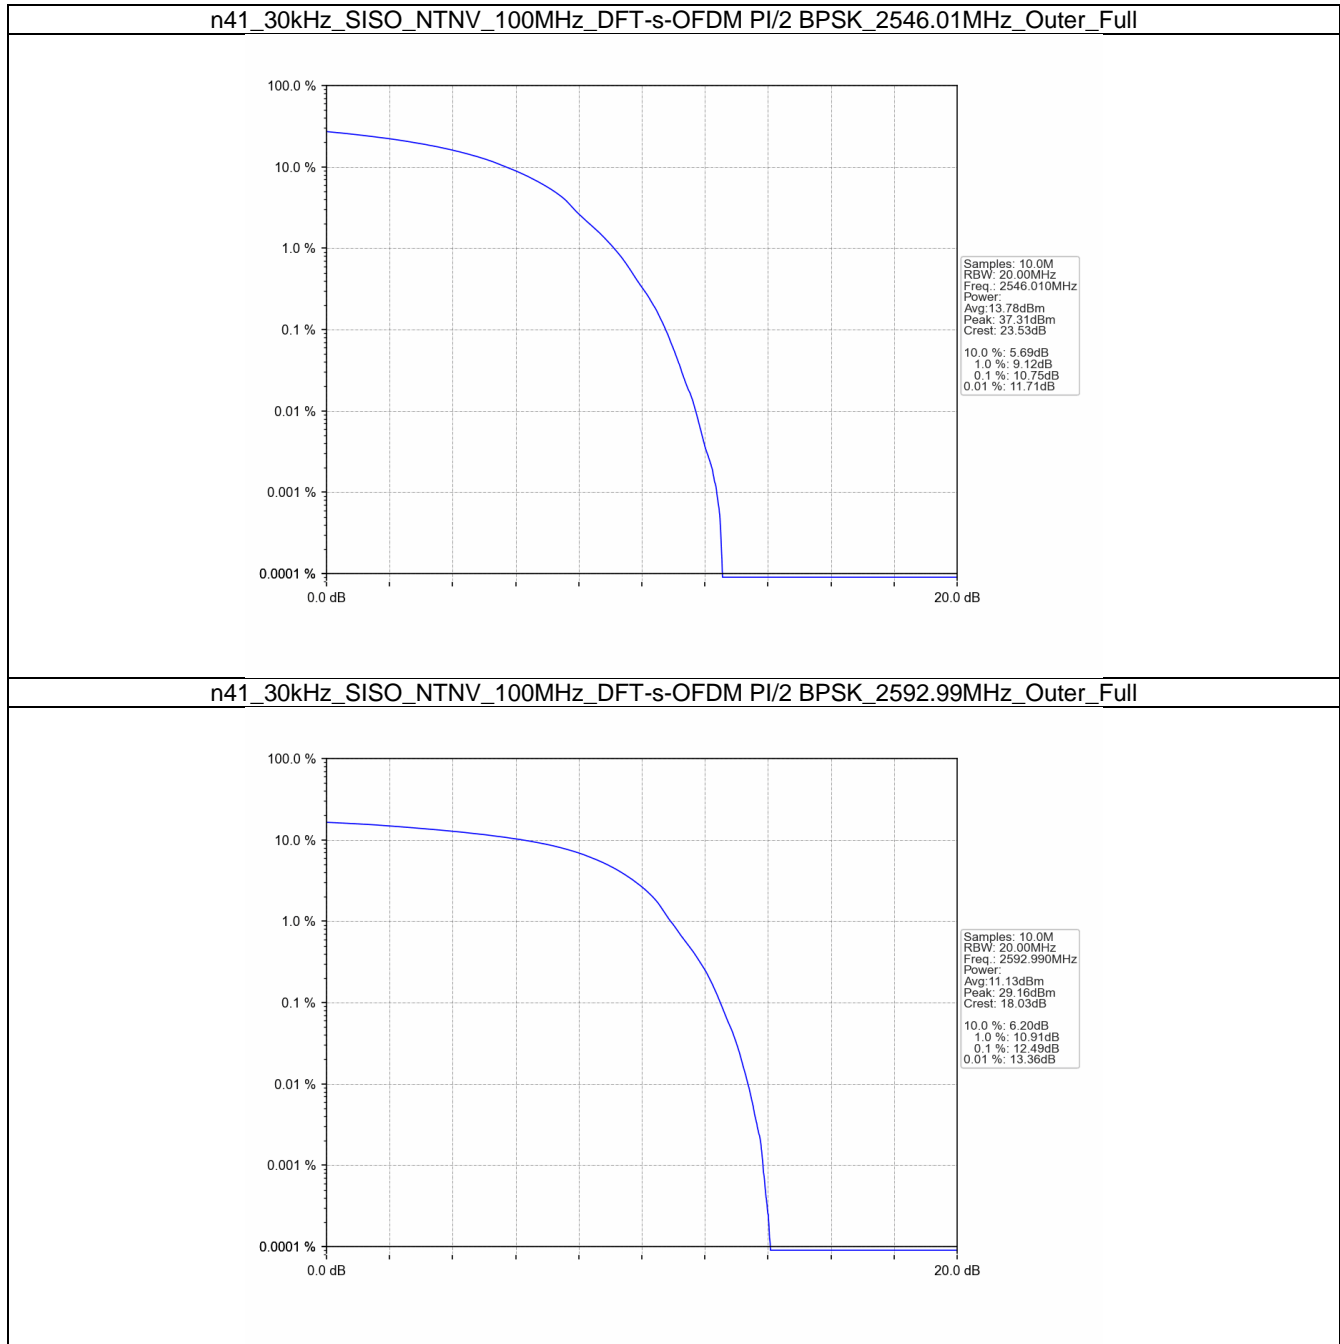 n41_30kHz_SISO_NTNV_100MHz_DFT-s-OFDM PI/2 BPSK_2546.01MHz_Outer_Full
100.0 %
10.0 %
1.0 %
0.1 %
0.01 %
0.001 %
0.0001 %
0.0 dB
20.0 dB
Samples: 10.0M
RBW: 20.00MHz
Freq.: 2546.010MHz
Power:
Avg:13.78dBm
Peak: 37.31dBm
Crest: 23.53dB
10.0 %: 5.69dB
1.0 %: 9.12dB
0.1 %: 10.75dB
0.01 %: 11.71dB
n41_30kHz_SISO_NTNV_100MHz_DFT-s-OFDM PI/2 BPSK_2592.99MHz_Outer_Full
100.0 %
10.0 %
1.0 %
0.1 %
0.01 %
0.001 %
0.0001 %
0.0 dB
20.0 dB
Samples: 10.0M
RBW: 20.00MHz
Freq.: 2592.990MHz
Power:
Avg:11.13dBm
Peak: 29.16dBm
Crest: 18.03dB
10.0 %: 6.20dB
1.0 %: 10.91dB
0.1 %: 12.49dB
0.01 %: 13.36dB